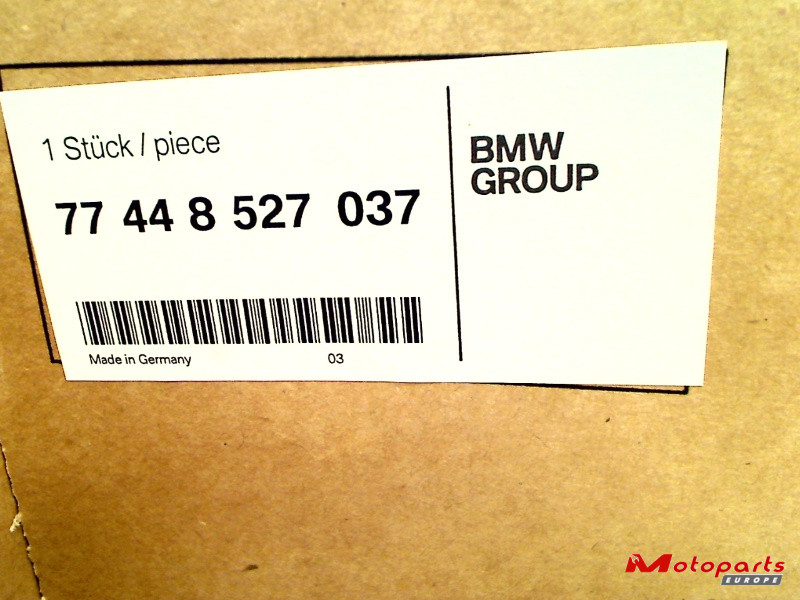 1 Stück / piece
77 44 8 527 037
Made in Germany 03
BMW
GROUP
Motoparts
EUROPE